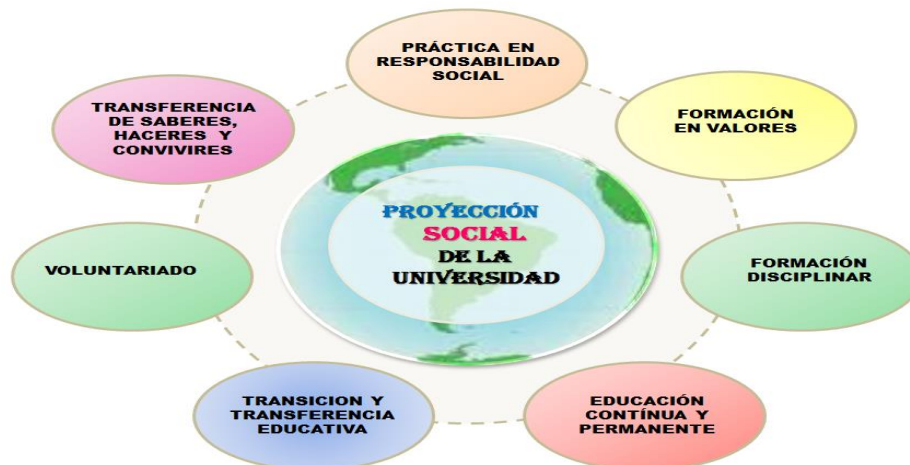 PRÁCTICA EN
RESPONSABILIDAD
SOCIAL
TRANSFERENCIA
DE SABERES,
HACERES Y
CONVIVIRES
FORMACIÓN
EN VALORES
PROYECCIÓN
SOCIAL
DE LA
UNIVERSIDAD
VOLUNTARIADO
FORMACIÓN
DISCIPLINAR
TRANSICION Y
TRANSFERENCIA
EDUCATIVA
EDUCACIÓN
CONTÍNUA Y
PERMANENTE